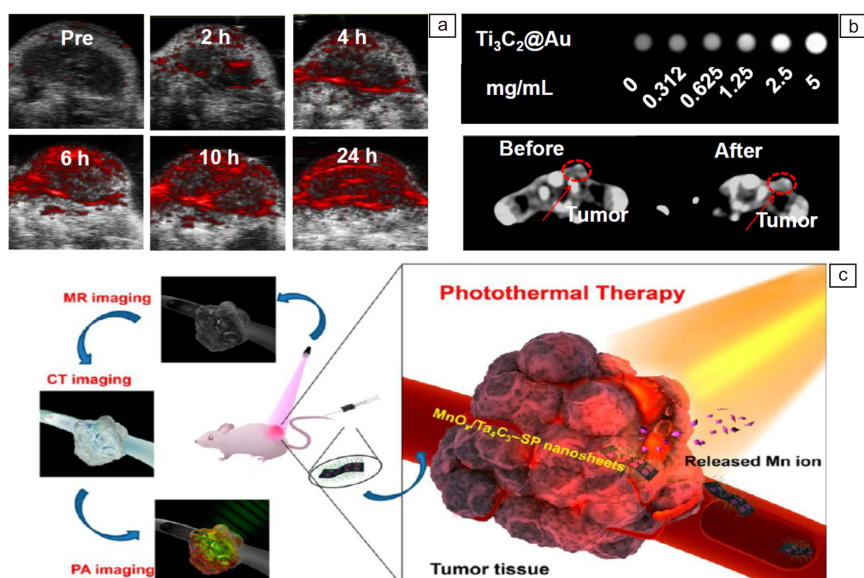 a
Pre
2 h
4 h
6 h
10 h
24 h
b
Ti₃C₂@Au
mg/mL
0
0.312
0.625
1.25
2.5
5
Before
After
Tumor
Tumor
c
MR imaging
CT imaging
PA imaging
Photothermal Therapy
MnOₓ/Ta₄C₃–SP nanosheets
Released Mn ion
Tumor tissue